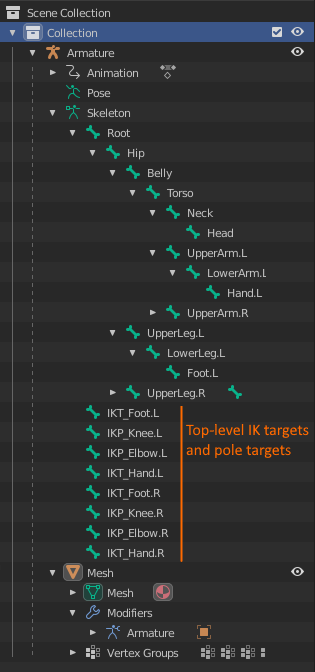 Scene Collection
Collection
Armature
Animation
Pose
Skeleton
Root
Hip
Belly
Torso
Neck
Head
UpperArm.L
LowerArm.L
Hand.L
UpperArm.R
UpperLeg.L
LowerLeg.L
Foot.L
UpperLeg.R
IKT_Foot.L
IKP_Knee.L
IKP_Elbow.L
IKT_Hand.L
IKT_Foot.R
IKP_Knee.R
IKP_Elbow.R
IKT_Hand.R
Top-level IK targets
and pole targets
Mesh
Mesh
Modifiers
Armature
Vertex Groups